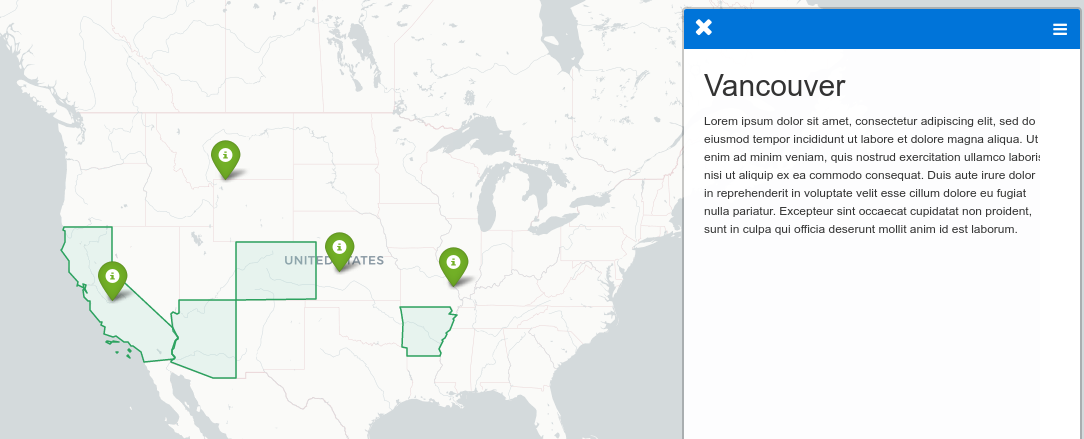 Vancouver
Lorem ipsum dolor sit amet, consectetur adipiscing elit, sed do
eiusmod tempor incididunt ut labore et dolore magna aliqua. Ut
enim ad minim veniam, quis nostrud exercitation ullamco laboris
nisi ut aliquip ex ea commodo consequat. Duis aute irure dolor
in reprehenderit in voluptate velit esse cillum dolore eu fugiat
nulla pariatur. Excepteur sint occaecat cupidatat non proident,
sunt in culpa qui officia deserunt mollit anim id est laborum.
UNITED STATES